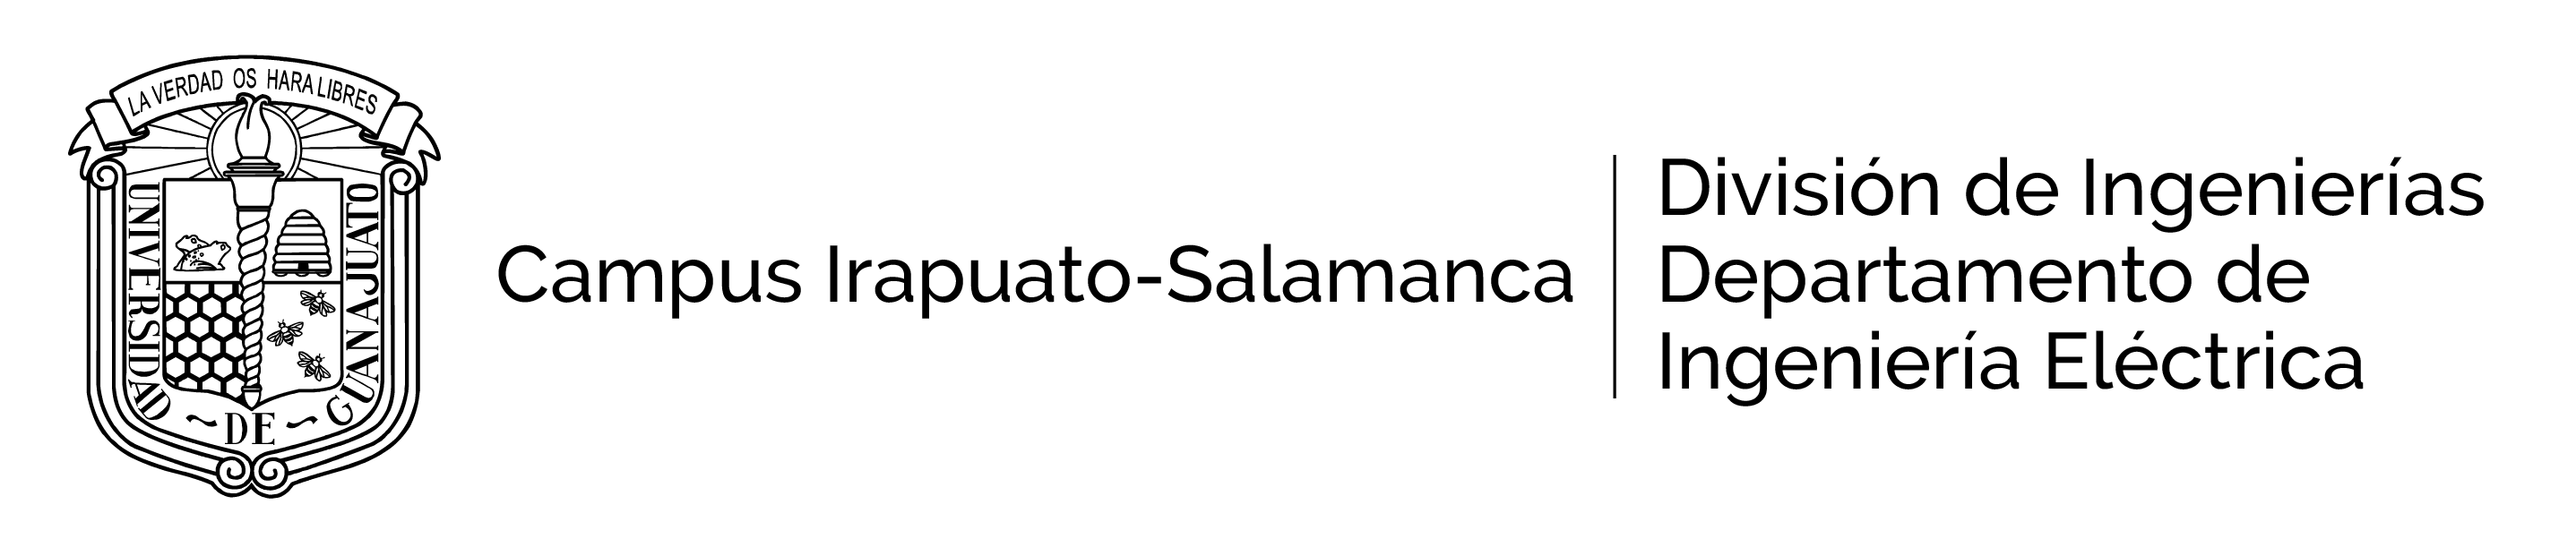 LA VERDAD OS HARA LIBRES
UNIVERSIDAD
DE
GUANAJUATO
Campus Irapuato-Salamanca
División de Ingenierías
Departamento de
Ingeniería Eléctrica